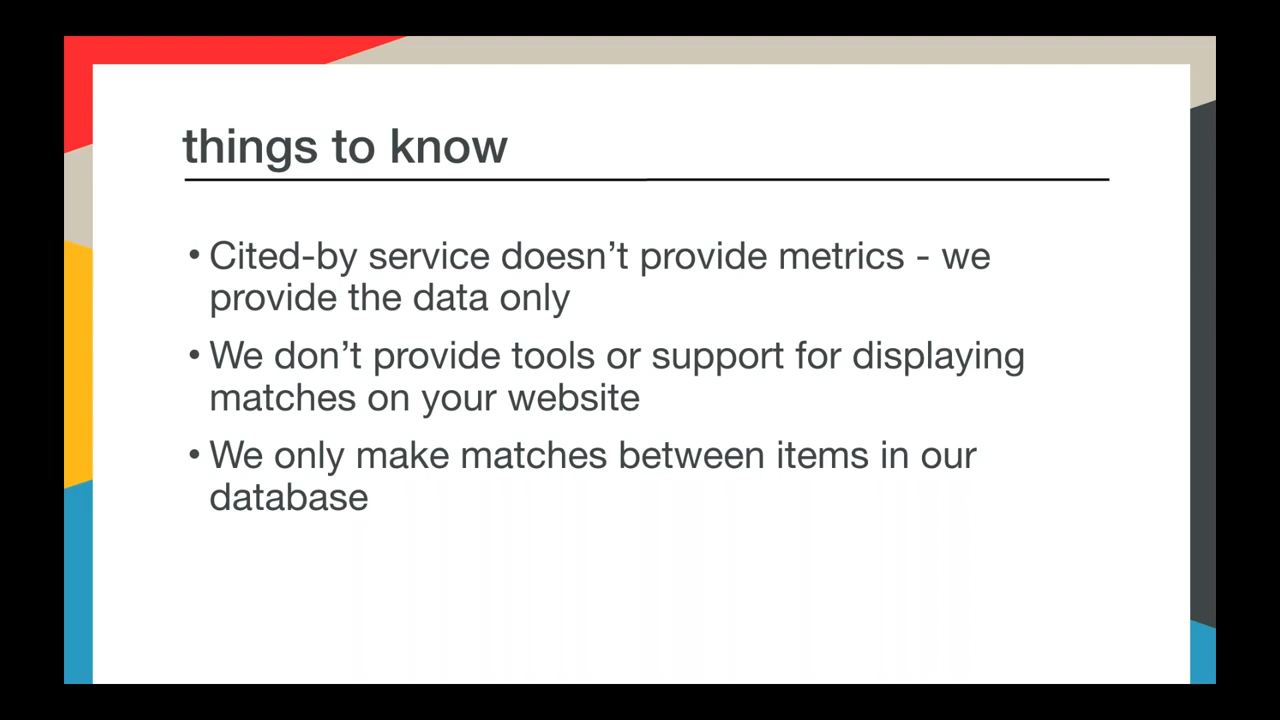 things to know
• Cited-by service doesn’t provide metrics - we
provide the data only
• We don’t provide tools or support for displaying
matches on your website
• We only make matches between items in our
database